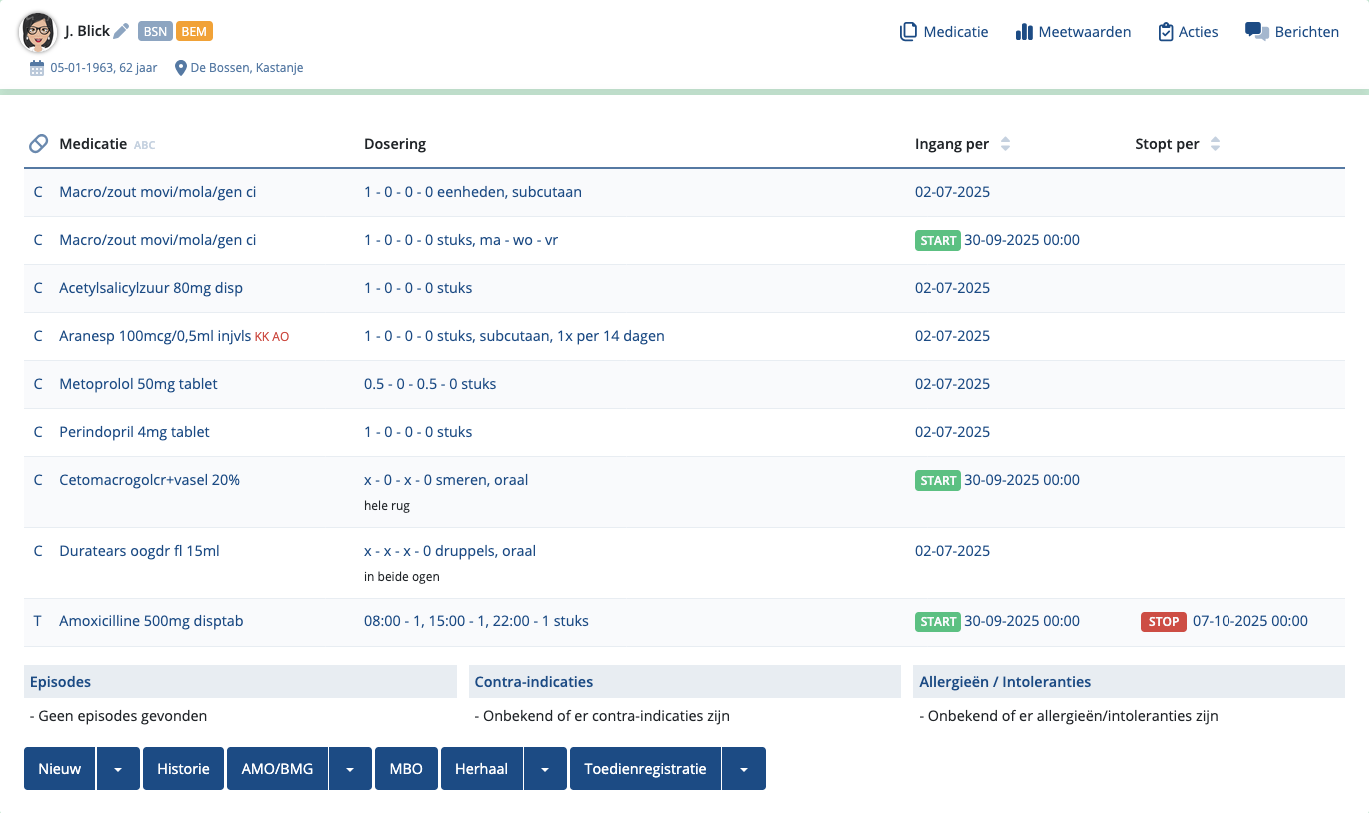 J. Blick BSN BEM Medicatie Meetwaarden Acties Berichten
05-01-1963, 62 jaar De Bossen, Kastanje
Medicatie ABC Dosering Ingang per Stopt per
C Macro/zout movi/mola/gen ci 1 - 0 - 0 - 0 eenheden, subcutaan 02-07-2025
C Macro/zout movi/mola/gen ci 1 - 0 - 0 - 0 stuks, ma - wo - vr START 30-09-2025 00:00
C Acetylsalicylzuur 80mg disp 1 - 0 - 0 - 0 stuks 02-07-2025
C Aranesp 100mcg/0,5ml injvls KK AO 1 - 0 - 0 - 0 stuks, subcutaan, 1x per 14 dagen 02-07-2025
C Metoprolol 50mg tablet 0.5 - 0 - 0.5 - 0 stuks 02-07-2025
C Perindopril 4mg tablet 1 - 0 - 0 - 0 stuks 02-07-2025
C Cetomacrogolcr+vasel 20% x - 0 - x - 0 smeren, oraal START 30-09-2025 00:00
hele rug
C Duratears oogdr fl 15ml x - x - x - 0 druppels, oraal 02-07-2025
in beide ogen
T Amoxicilline 500mg disptab 08:00 - 1, 15:00 - 1, 22:00 - 1 stuks START 30-09-2025 00:00 STOP 07-10-2025 00:00
Episodes Contra-indicaties Allergieën / Intoleranties
- Geen episodes gevonden - Onbekend of er contra-indicaties zijn - Onbekend of er allergieën/intoleranties zijn
Nieuw Historie AMO/BMG MBO Herhaal Toedienregistratie